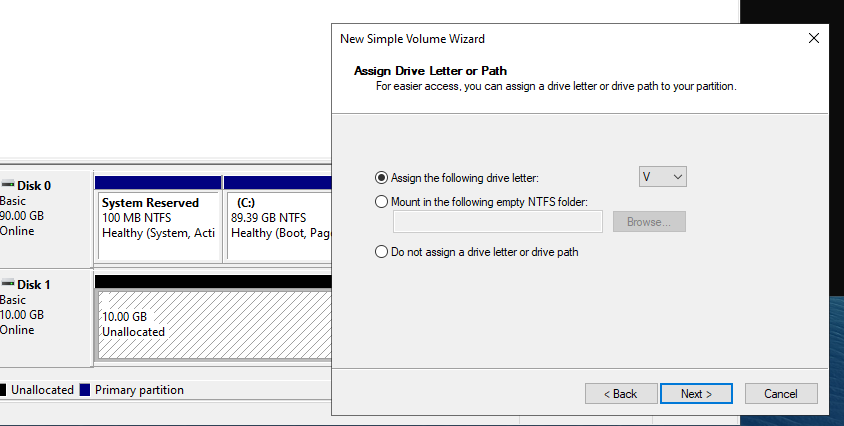 New Simple Volume Wizard
Assign Drive Letter or Path
For easier access, you can assign a drive letter or drive path to your partition.
Assign the following drive letter:
V
Mount in the following empty NTFS folder:
Browse...
Do not assign a drive letter or drive path
< Back
Next >
Cancel
Disk 0
Basic
90.00 GB
Online
System Reserved
100 MB NTFS
Healthy (System, Acti
(C:)
89.39 GB NTFS
Healthy (Boot, Pag
Disk 1
Basic
10.00 GB
Online
10.00 GB
Unallocated
Unallocated
Primary partition